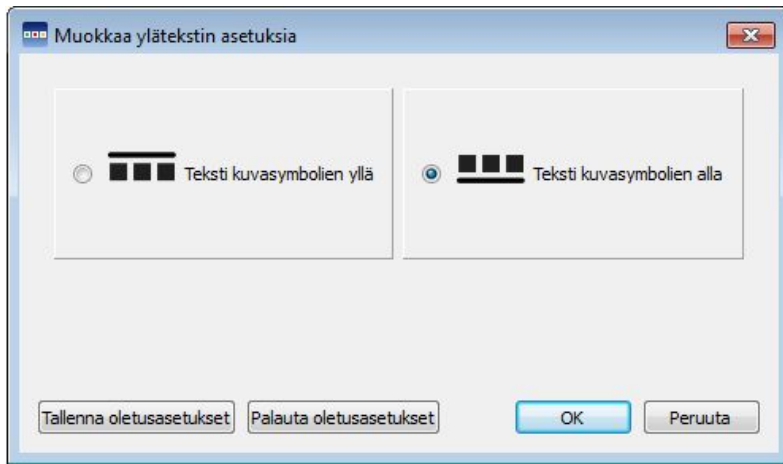 Muokkaa ylätekstin asetuksia
Teksti kuvasymbolien yllä
Teksti kuvasymbolien alla
Tallenna oletusasetukset
Palauta oletusasetukset
OK
Peruuta